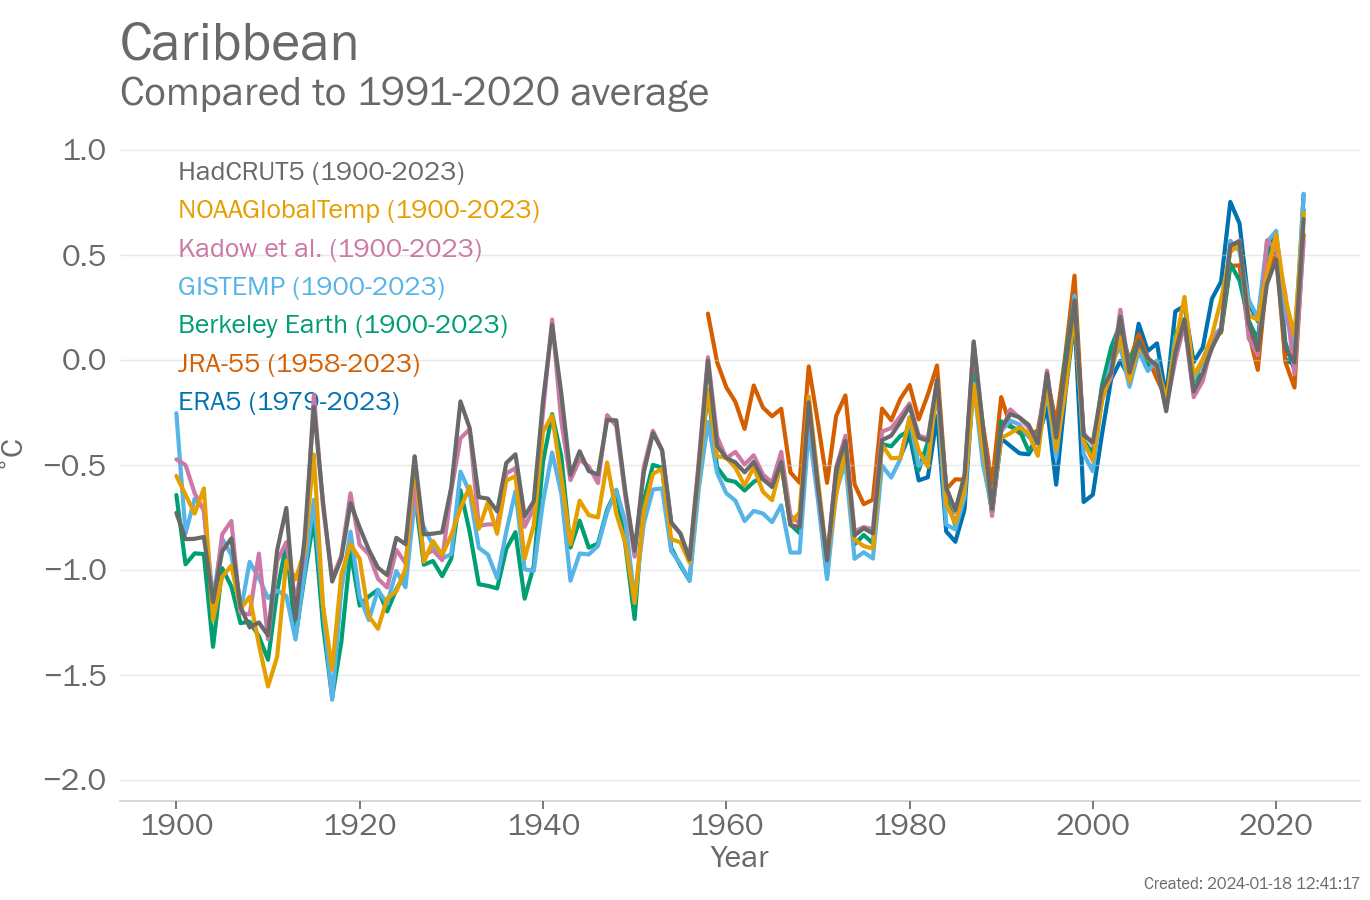 Caribbean
Compared to 1991-2020 average
1.0
0.5
0.0
−0.5
−1.0
−1.5
−2.0
°C
HadCRUT5 (1900-2023)
NOAAGlobalTemp (1900-2023)
Kadow et al. (1900-2023)
GISTEMP (1900-2023)
Berkeley Earth (1900-2023)
JRA-55 (1958-2023)
ERA5 (1979-2023)
1900 1920 1940 1960 1980 2000 2020
Year
Created: 2024-01-18 12:41:17